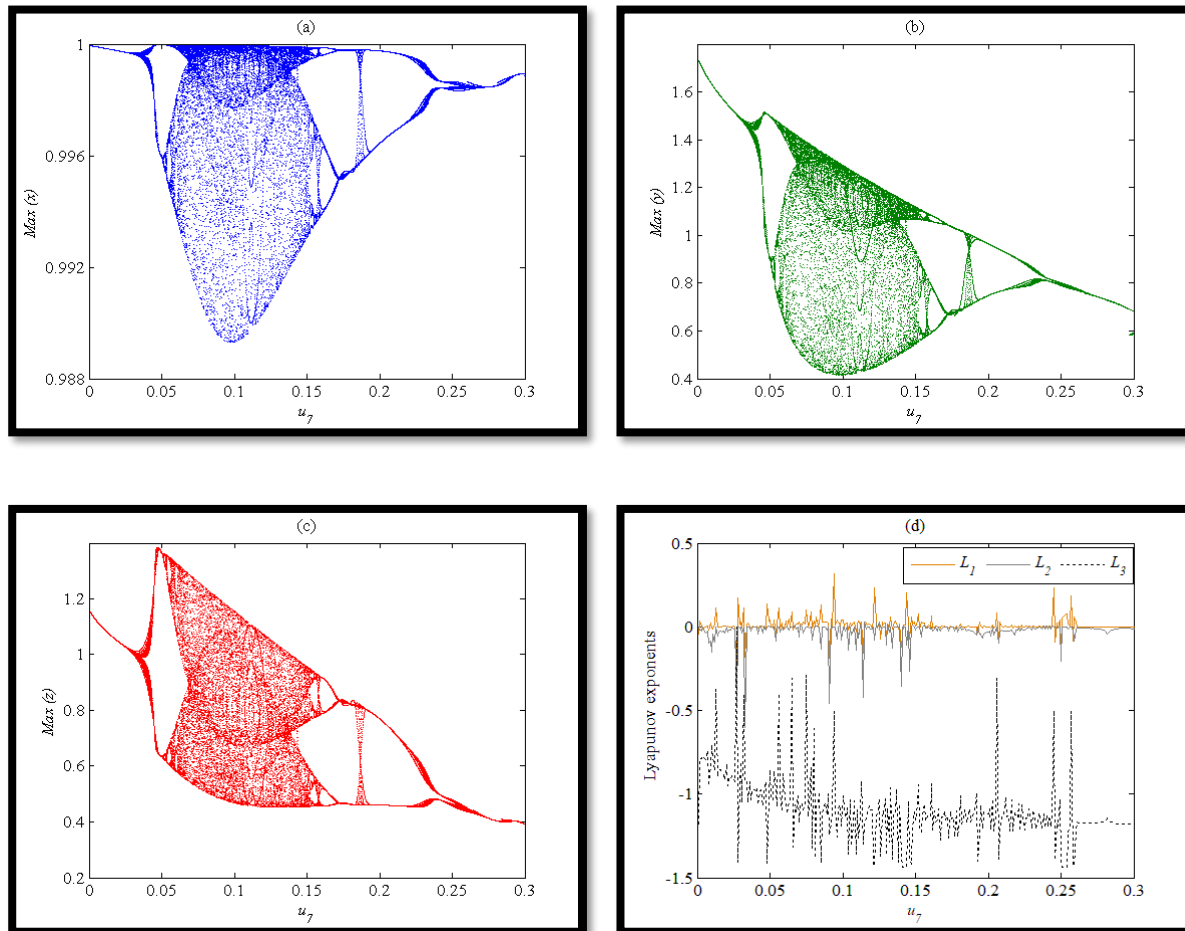 (a)
1
0.996
0.992
0.988
Max (x)
0 0.05 0.1 0.15 0.2 0.25 0.3
u7
(b)
1.6
1.4
1.2
1
0.8
0.6
0.4
Max (y)
0 0.05 0.1 0.15 0.2 0.25 0.3
u7
(c)
1.2
1
0.8
0.6
0.4
0.2
Max (z)
0 0.05 0.1 0.15 0.2 0.25 0.3
u7
(d)
L1 L2 L3
0.5
0
-0.5
-1
-1.5
Lyapunov exponents
0 0.05 0.1 0.15 0.2 0.25 0.3
u7